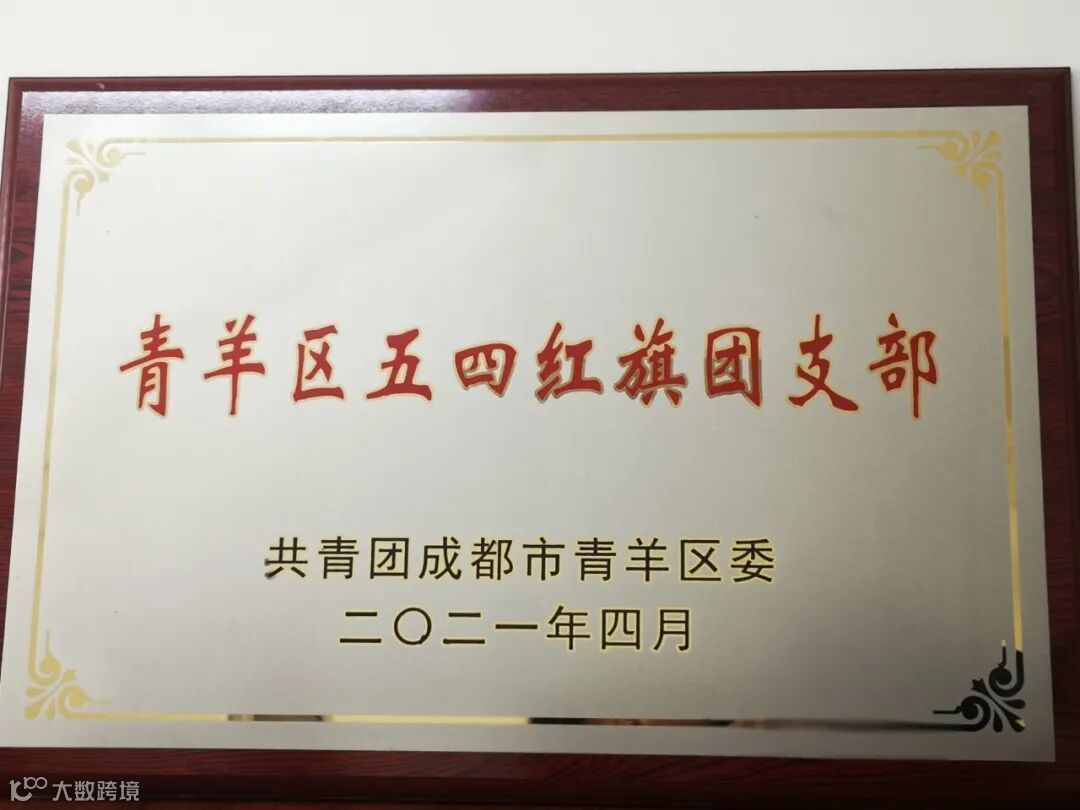 青羊区五四红旗团支部
共青团成都市青羊区委
二〇二一年四月
大数跨境